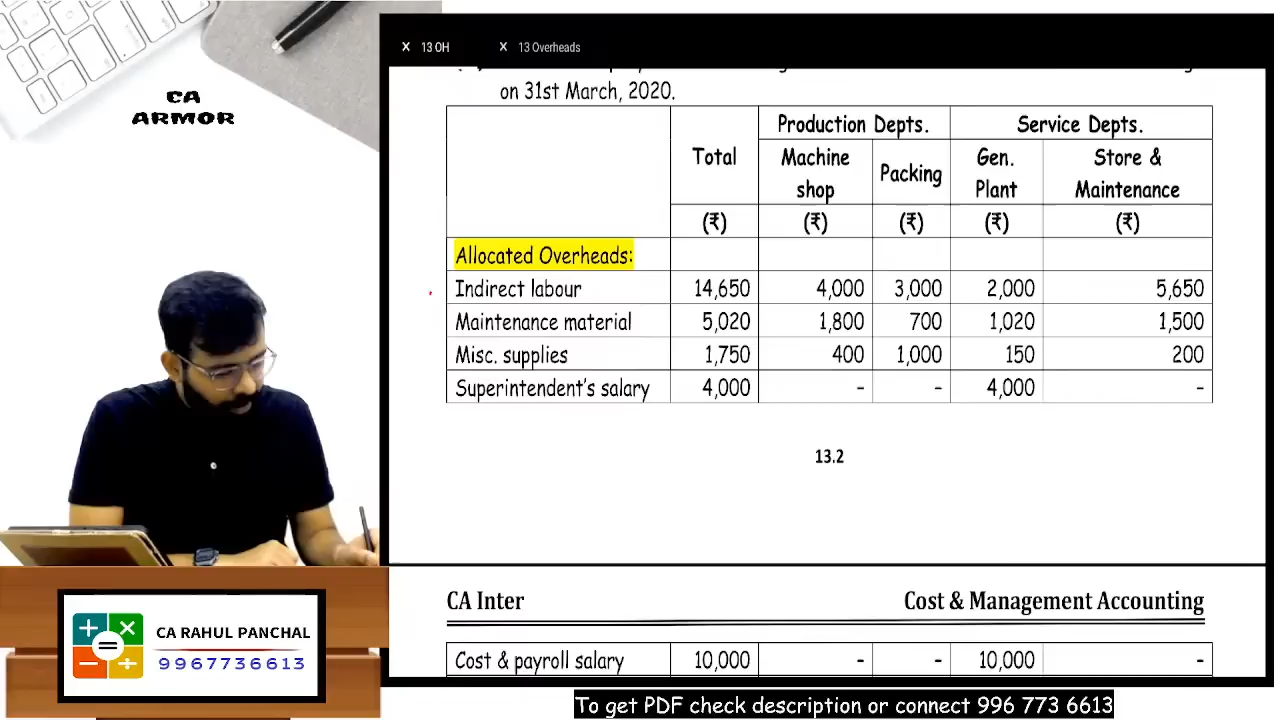 CA
ARMOR
× 13 OH × 13 Overheads
on 31st March, 2020.
Total Production Depts. Service Depts.
Machine shop Packing Gen. Plant Store & Maintenance
(₹) (₹) (₹) (₹) (₹)
Allocated Overheads:
Indirect labour 14,650 4,000 3,000 2,000 5,650
Maintenance material 5,020 1,800 700 1,020 1,500
Misc. supplies 1,750 400 1,000 150 200
Superintendent's salary 4,000 - - 4,000 -
13.2
CA Inter Cost & Management Accounting
Cost & payroll salary 10,000 - - 10,000 -
CA RAHUL PANCHAL
9967736613
To get PDF check description or connect 996 773 6613